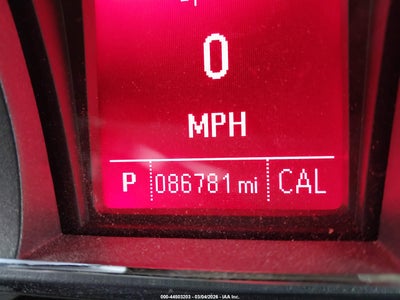 0
MPH
P 086781 mi CAL
000-44603203 - 03/04/2026 - IAA Inc.